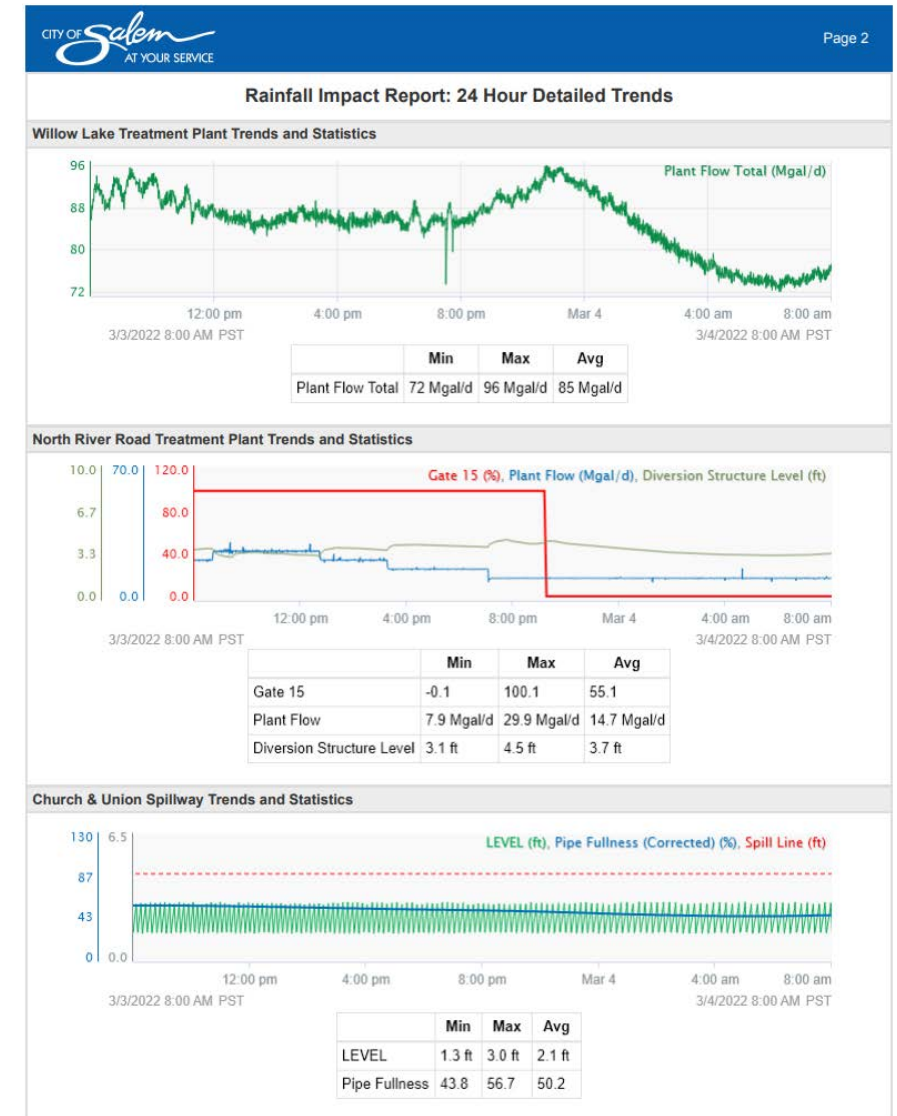 CITY OF Salem
AT YOUR SERVICE
Page 2
Rainfall Impact Report: 24 Hour Detailed Trends
Willow Lake Treatment Plant Trends and Statistics
Plant Flow Total (Mgal/d)
96
88
80
72
12:00 pm 4:00 pm 8:00 pm Mar 4 4:00 am 8:00 am
3/3/2022 8:00 AM PST 3/4/2022 8:00 AM PST
Min Max Avg
Plant Flow Total 72 Mgal/d 96 Mgal/d 85 Mgal/d
North River Road Treatment Plant Trends and Statistics
10.0 70.0 120.0
Gate 15 (%), Plant Flow (Mgal/d), Diversion Structure Level (ft)
6.7 80.0
3.3 40.0
0.0 0.0 0.0
12:00 pm 4:00 pm 8:00 pm Mar 4 4:00 am 8:00 am
3/3/2022 8:00 AM PST 3/4/2022 8:00 AM PST
Min Max Avg
Gate 15 -0.1 100.1 55.1
Plant Flow 7.9 Mgal/d 29.9 Mgal/d 14.7 Mgal/d
Diversion Structure Level 3.1 ft 4.5 ft 3.7 ft
Church & Union Spillway Trends and Statistics
130 6.5
LEVEL (ft), Pipe Fullness (Corrected) (%), Spill Line (ft)
87
43
0 0.0
12:00 pm 4:00 pm 8:00 pm Mar 4 4:00 am 8:00 am
3/3/2022 8:00 AM PST 3/4/2022 8:00 AM PST
Min Max Avg
LEVEL 1.3 ft 3.0 ft 2.1 ft
Pipe Fullness 43.8 56.7 50.2